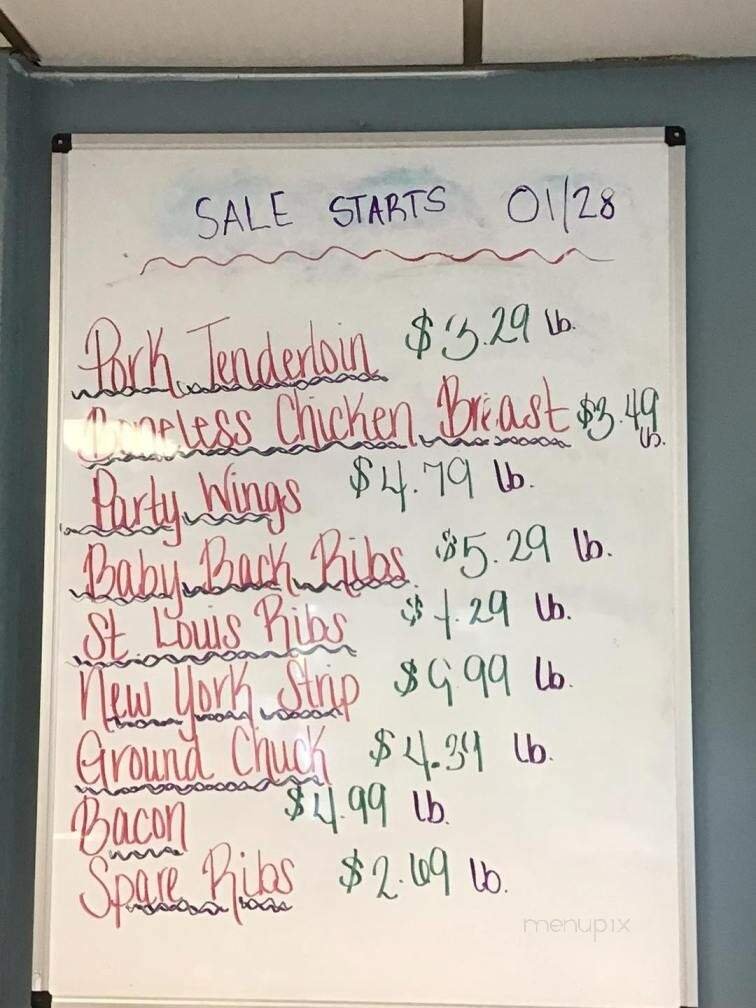 SALE STARTS 01/28
Pork Tenderloin $3.29 lb.
Boneless Chicken Breast $3.49 lb.
Party Wings $4.79 lb.
Baby Back Ribs $5.29 lb.
St. Louis Ribs $4.29 lb.
New York Strip $9.99 lb.
Ground Chuck lb.
Bacon $4.99 lb.
Spare Ribs $2.69 lb.
menupix